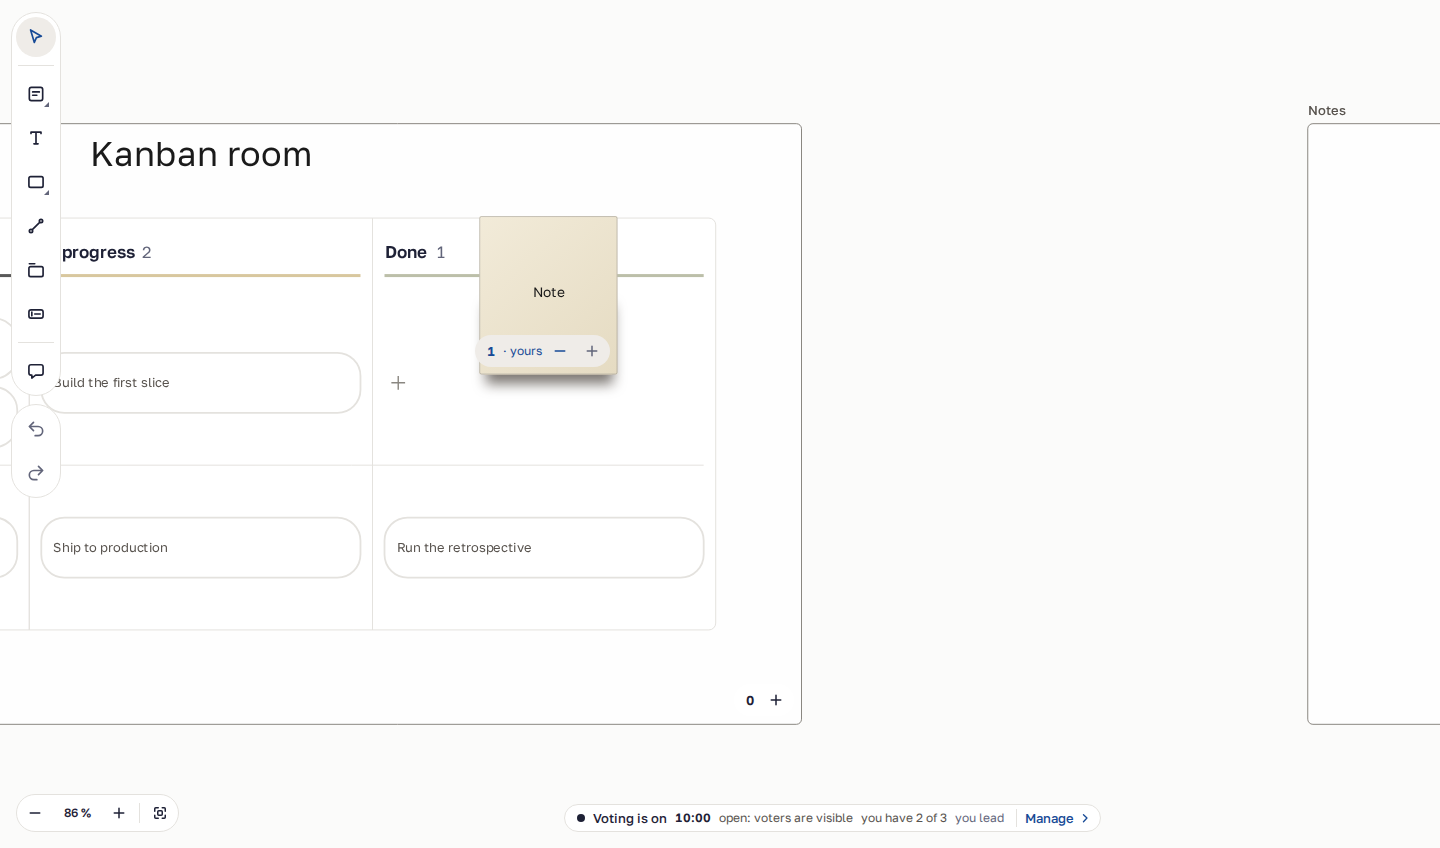 Notes
Kanban room
progress 2
Done 1
Note
1 · yours
Build the first slice
Ship to production
Run the retrospective
0
86 %
Voting is on 10:00 open: voters are visible you have 2 of 3 you lead Manage